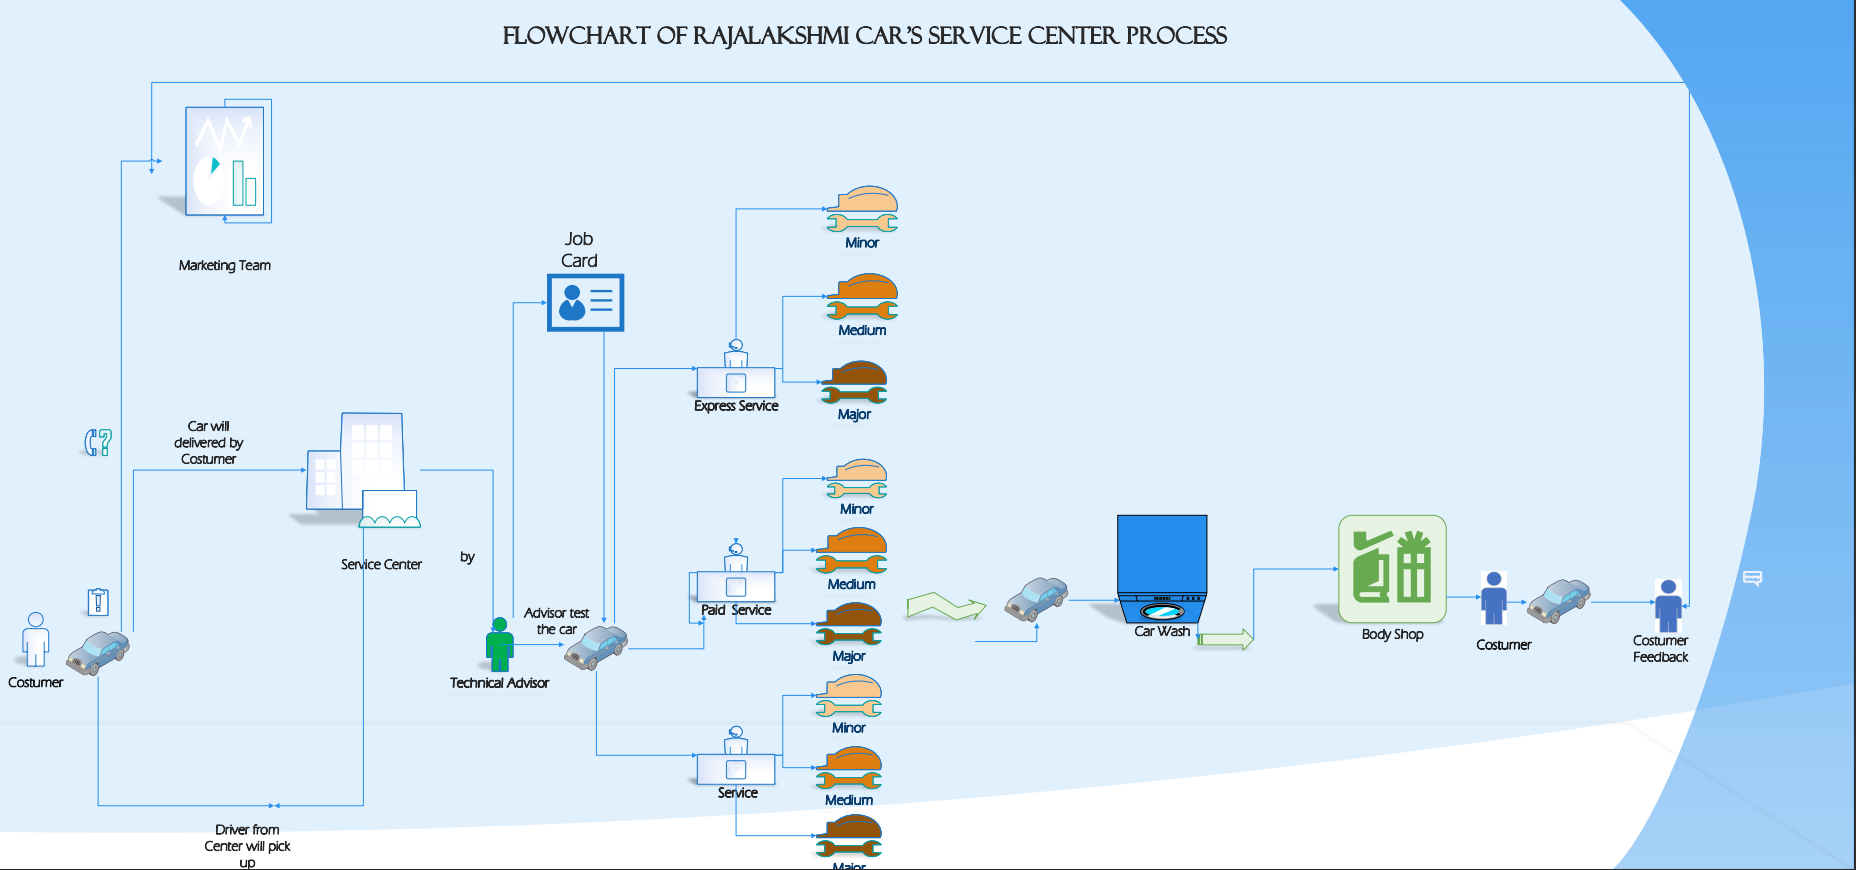 FLOWCHART OF RAJALAKSHMI CAR'S SERVICE CENTER PROCESS
Marketing Team
Job
Card
Minor
Medium
Express Service
Major
Car will
delivered by
Costumer
Service Center
by
Minor
Medium
Paid Service
Major
Advisor test
the car
Costumer
Technical Advisor
Car Wash
Body Shop
Costumer
Costumer
Feedback
Minor
Service
Medium
Driver from
Center will pick
up
Major